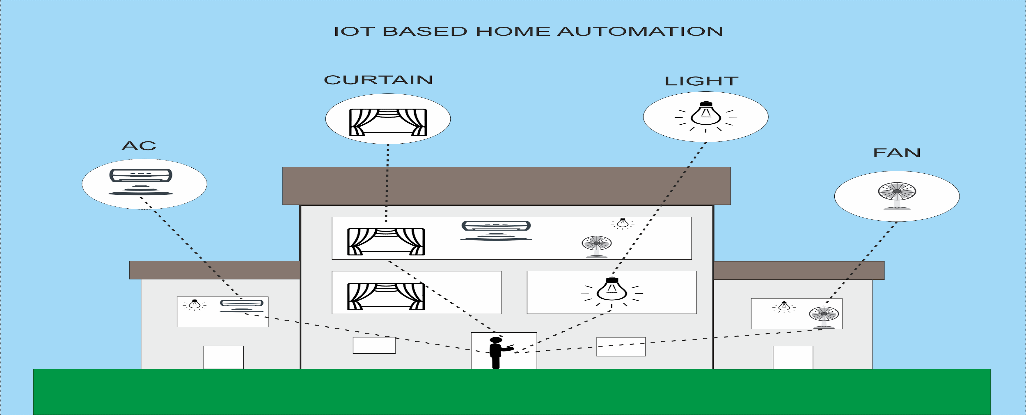 IOT BASED HOME AUTOMATION
CURTAIN
LIGHT
AC
FAN